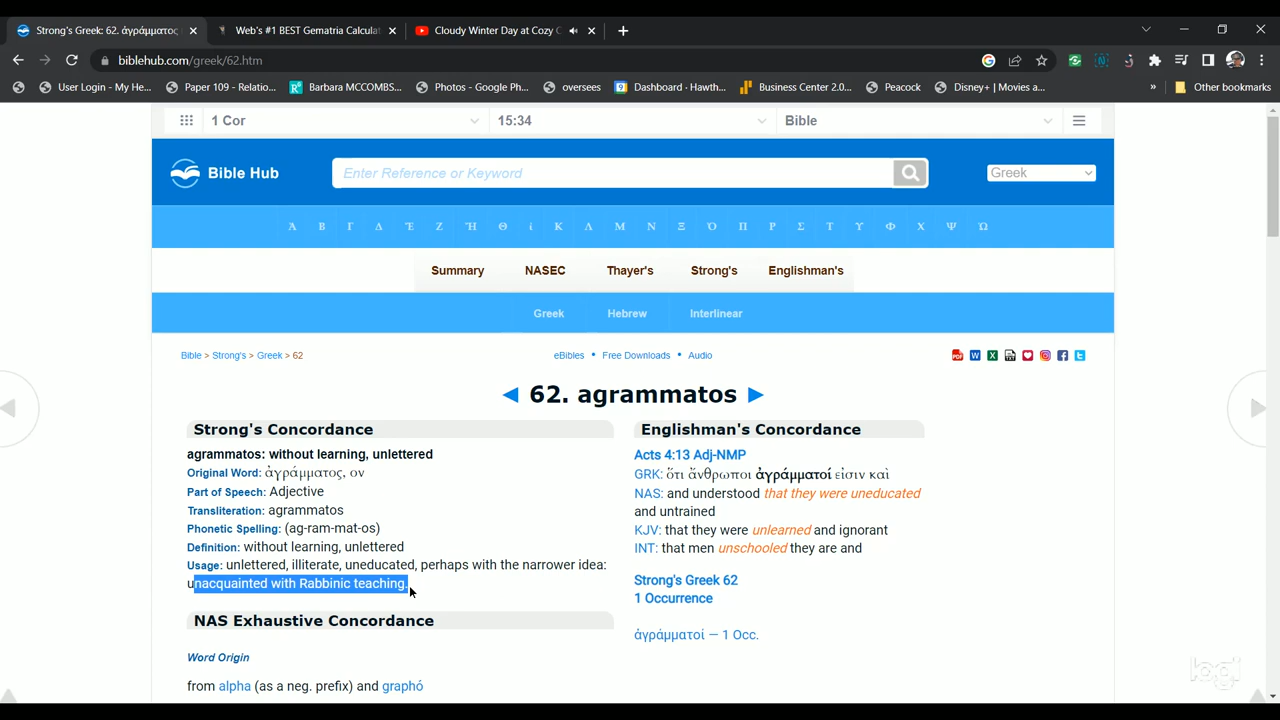 Strong's Greek: 62. ἀγράμματος
Web's #1 BEST Gematria Calculat
Cloudy Winter Day at Cozy C
biblehub.com/greek/62.htm
User Login - My He...
Paper 109 - Relatio...
Barbara MCCOMBS...
Photos - Google Ph...
oversees
Dashboard · Hawth...
Business Center 2.0...
Peacock
Disney+ | Movies a...
»
Other bookmarks
1 Cor
15:34
Bible
Bible Hub
Enter Reference or Keyword
Greek
Ἀ Β Γ Δ Ἐ Ζ Ἡ Θ ἰ Κ Λ Μ Ν Ξ Ὀ Π Ρ Σ Τ Υ Φ Χ Ψ Ὠ
Summary NASEC Thayer's Strong's Englishman's
Greek Hebrew Interlinear
Bible > Strong's > Greek > 62
eBibles • Free Downloads • Audio
◄ 62. agrammatos ►
Strong's Concordance
agrammatos: without learning, unlettered
Original Word: ἀγράμματος, ον
Part of Speech: Adjective
Transliteration: agrammatos
Phonetic Spelling: (ag-ram-mat-os)
Definition: without learning, unlettered
Usage: unlettered, illiterate, uneducated, perhaps with the narrower idea:
unacquainted with Rabbinic teaching.
NAS Exhaustive Concordance
Word Origin
from alpha (as a neg. prefix) and graphó
Englishman's Concordance
Acts 4:13 Adj-NMP
GRK: ὅτι ἄνθρωποι ἀγράμματοί εἰσιν καὶ
NAS: and understood that they were uneducated
and untrained
KJV: that they were unlearned and ignorant
INT: that men unschooled they are and
Strong's Greek 62
1 Occurrence
ἀγράμματοί — 1 Occ.
logi